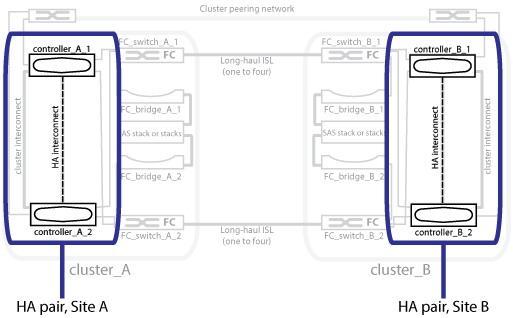 Cluster peering network
controller_A_1
FC_switch_A_1
FC
Long-haul ISL
(one to four)
FC_switch_B_1
FC
controller_B_1
cluster interconnect
HA interconnect
FC_bridge_A_1
SAS stack or stacks
FC_bridge_A_2
FC_bridge_B_1
SAS stack or stacks
FC_bridge_B_2
HA interconnect
cluster interconnect
controller_A_2
FC
FC_switch_A_2
Long-haul ISL
(one to four)
FC
FC_switch_B_2
controller_B_2
cluster_A
cluster_B
HA pair, Site A
HA pair, Site B